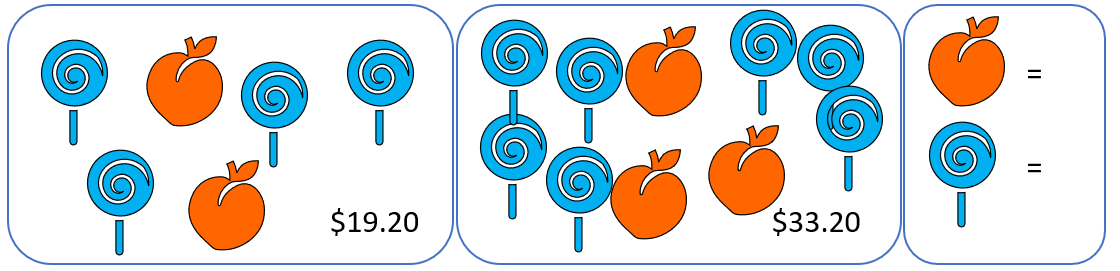 $19.20
$33.20
=
=